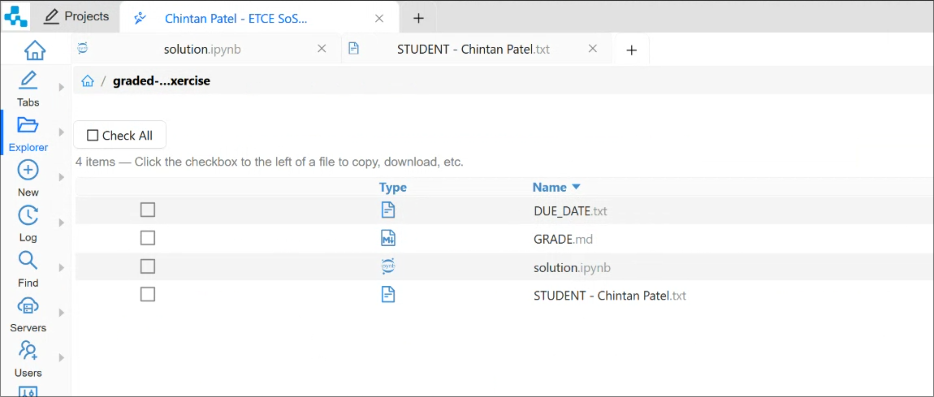 Projects
Chintan Patel - ETCE SoS...
solution.ipynb
STUDENT - Chintan Patel.txt
/ graded-...xercise
Tabs
Explorer
New
Log
Find
Servers
Users
Check All
4 items — Click the checkbox to the left of a file to copy, download, etc.
Type Name
DUE_DATE.txt
GRADE.md
solution.ipynb
STUDENT - Chintan Patel.txt